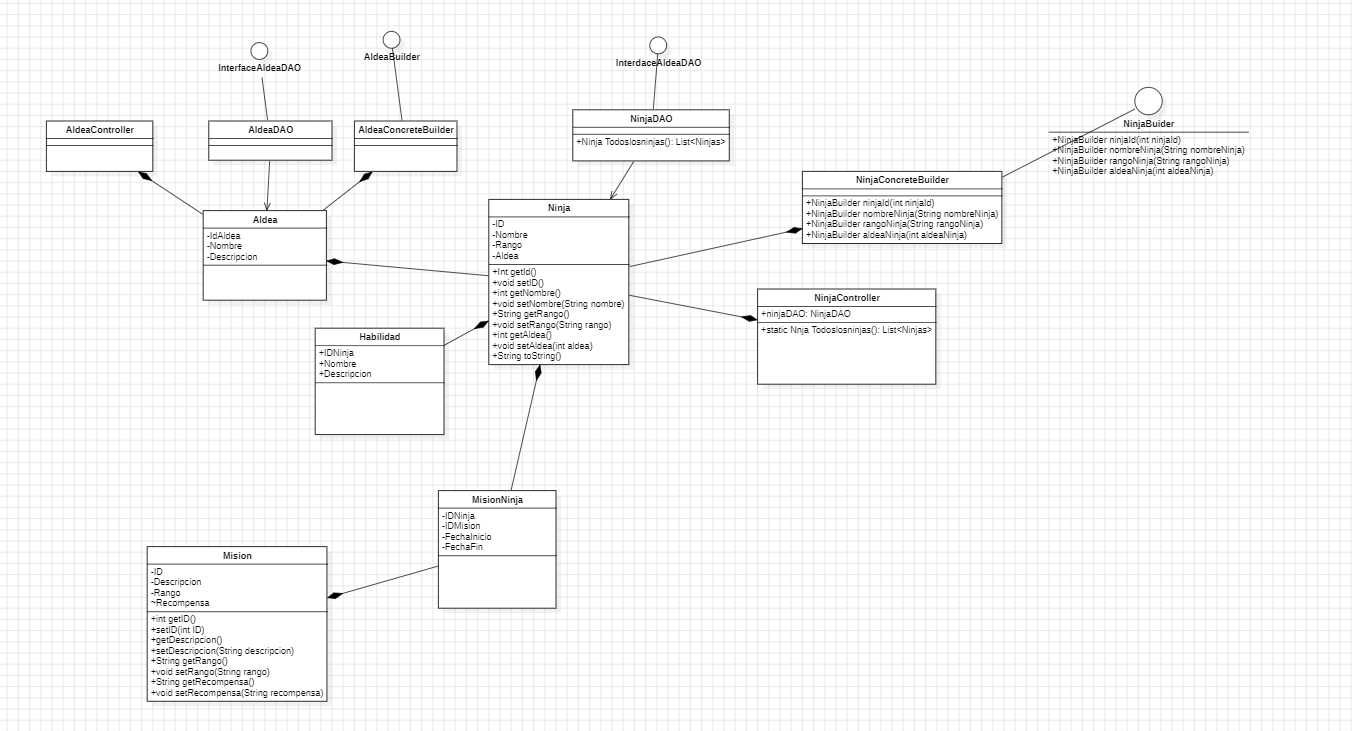 InterfaceAldeaDAO
AldeaBuilder
InterdaceAldeaDAO
NinjaBuider
+NinjaBuilder ninjaId(int ninjaId)
+NinjaBuilder nombreNinja(String nombreNinja)
+NinjaBuilder rangoNinja(String rangoNinja)
+NinjaBuilder aldeaNinja(int aldeaNinja)
AldeaController
AldeaDAO
AldeaConcreteBuilder
NinjaDAO
+Ninja Todoslosninjas(): List<Ninjas>
NinjaConcreteBuilder
+NinjaBuilder ninjaId(int ninjaId)
+NinjaBuilder nombreNinja(String nombreNinja)
+NinjaBuilder rangoNinja(String rangoNinja)
+NinjaBuilder aldeaNinja(int aldeaNinja)
Aldea
-IdAldea
-Nombre
-Descripcion
Ninja
-ID
-Nombre
-Rango
-Aldea
+Int getId()
+void setID()
+int getNombre()
+void setNombre(String nombre)
+String getRango()
+void setRango(String rango)
+int getAldea()
+void setAldea(int aldea)
+String toString()
NinjaController
+ninjaDAO: NinjaDAO
+static Nnja Todoslosninjas(): List<Ninjas>
Habilidad
+IDNinja
+Nombre
+Descripcion
MisionNinja
-IDNinja
-IDMision
-FechaInicio
-FechaFin
Mision
-ID
-Descripcion
-Rango
~Recompensa
+int getID()
+setID(int ID)
+getDescripcion()
+setDescripcion(String descripcion)
+String getRango()
+void setRango(String rango)
+String getRecompensa()
+void setRecompensa(String recompensa)